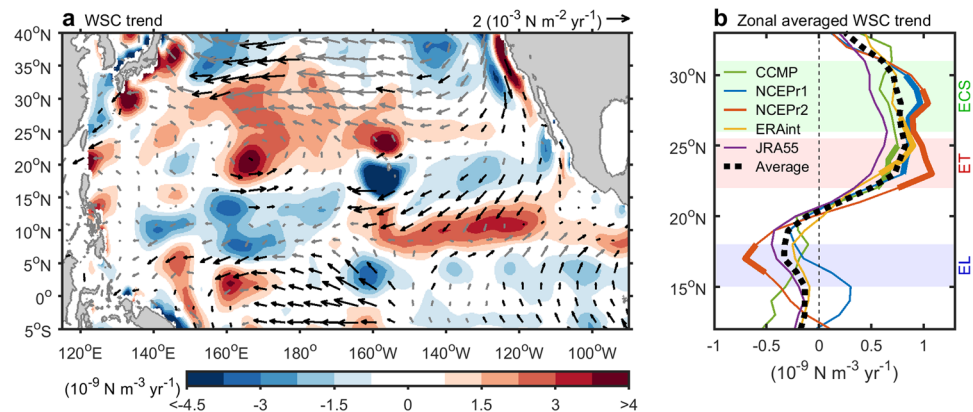 a WSC trend
2 (10⁻³ N m⁻² yr⁻¹)
40°N
35°N
30°N
25°N
20°N
15°N
10°N
5°N
0°
5°S
120°E 140°E 160°E 180° 160°W 140°W 120°W 100°W
(10⁻⁹ N m⁻³ yr⁻¹)
<-4.5 -3 -1.5 0 1.5 3 >4
b Zonal averaged WSC trend
30°N
25°N
20°N
15°N
CCMP
NCEPr1
NCEPr2
ERAint
JRA55
Average
ECS
ET
EL
-1 -0.5 0 0.5 1
(10⁻⁹ N m⁻³ yr⁻¹)